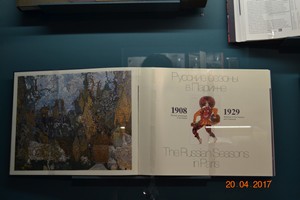 Русские сезоны
в Париже
1908
1929
The Russian Seasons
in Paris
20 04 2017